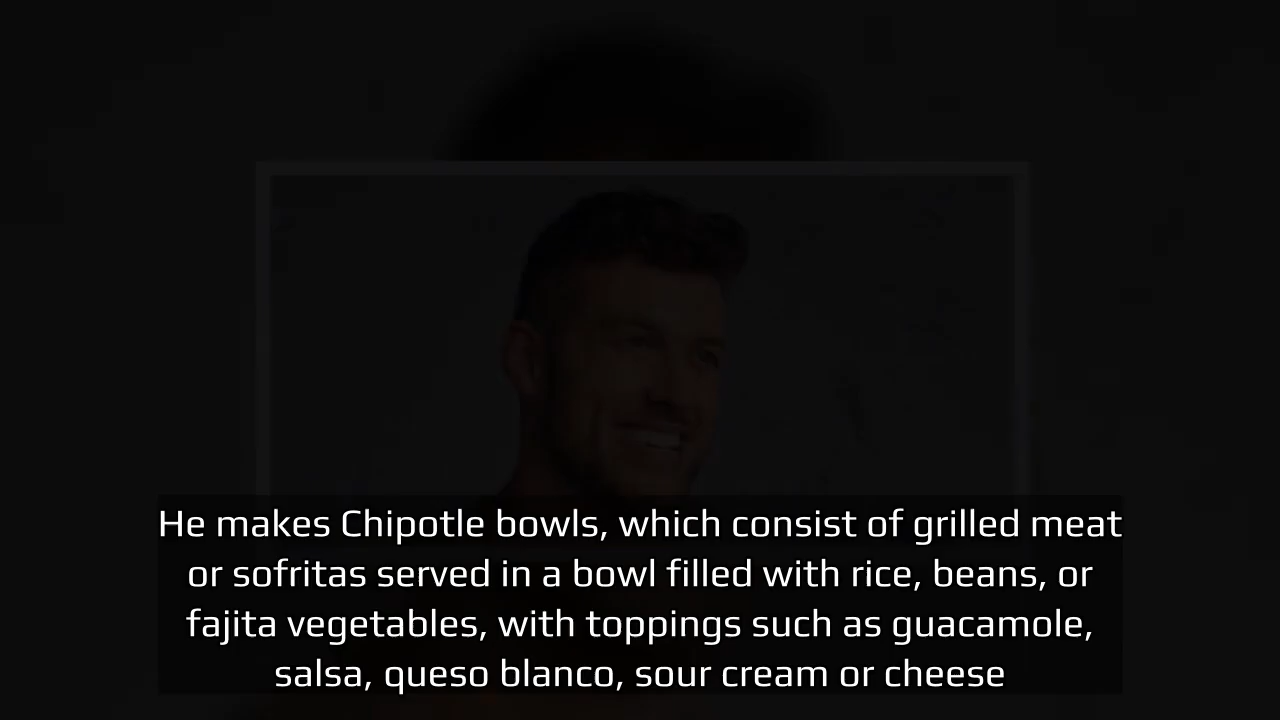 He makes Chipotle bowls, which consist of grilled meat
or sofritas served in a bowl filled with rice, beans, or
fajita vegetables, with toppings such as guacamole,
salsa, queso blanco, sour cream or cheese